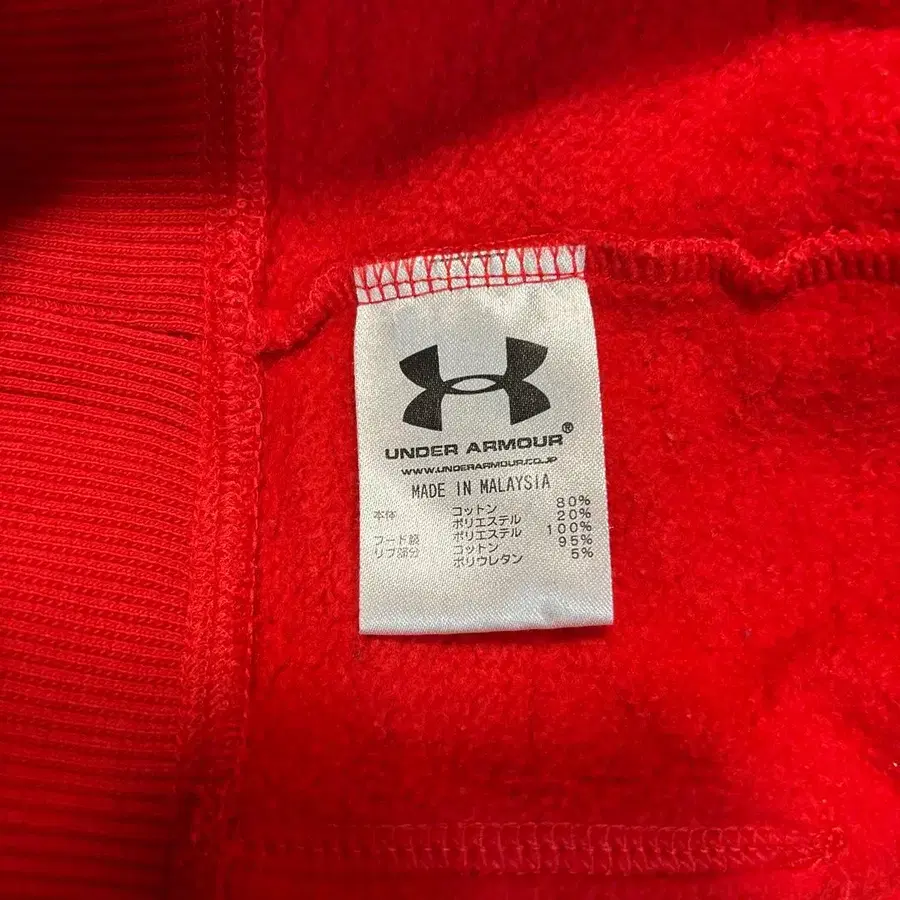 UNDER ARMOUR®
WWW.UNDERARMOUR.CO.JP
MADE IN MALAYSIA
本体 コットン 80%
ポリエステル 20%
フード裏 ポリエステル 100%
リブ部分 コットン 95%
ポリウレタン 5%